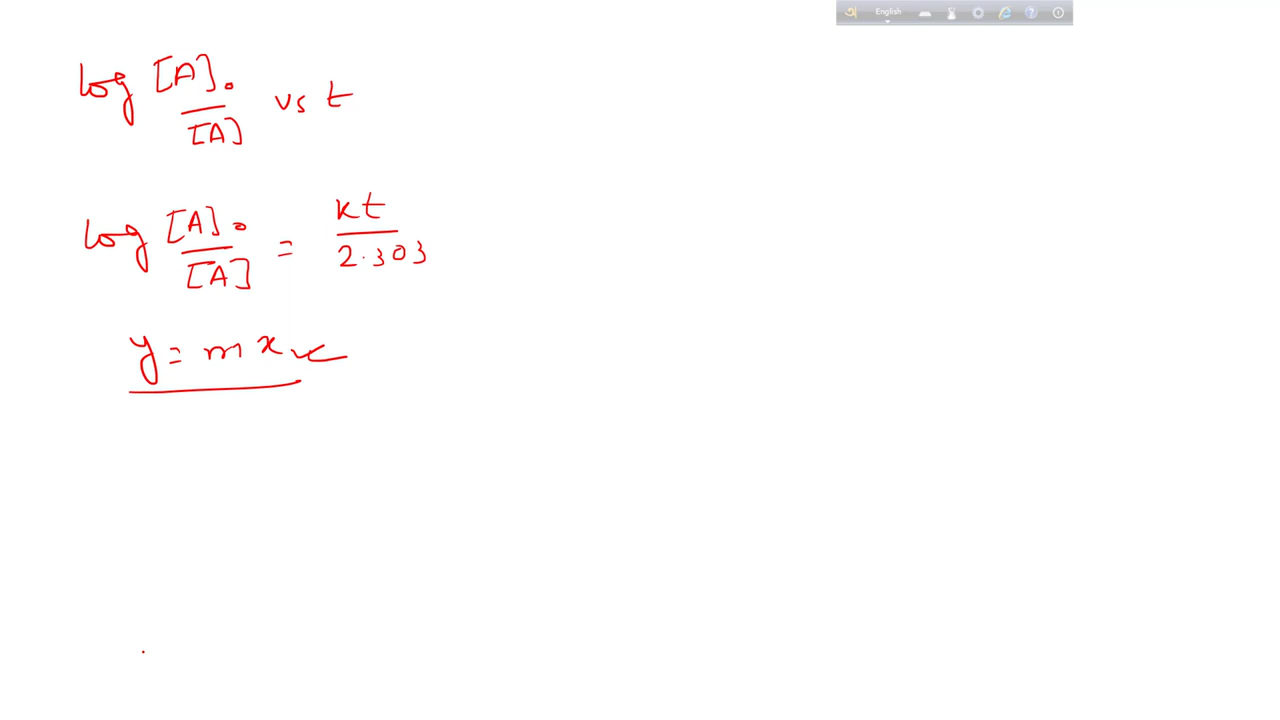 English
log [A]₀/[A] vs t
log [A]₀/[A] = kt/2.303
y = mx